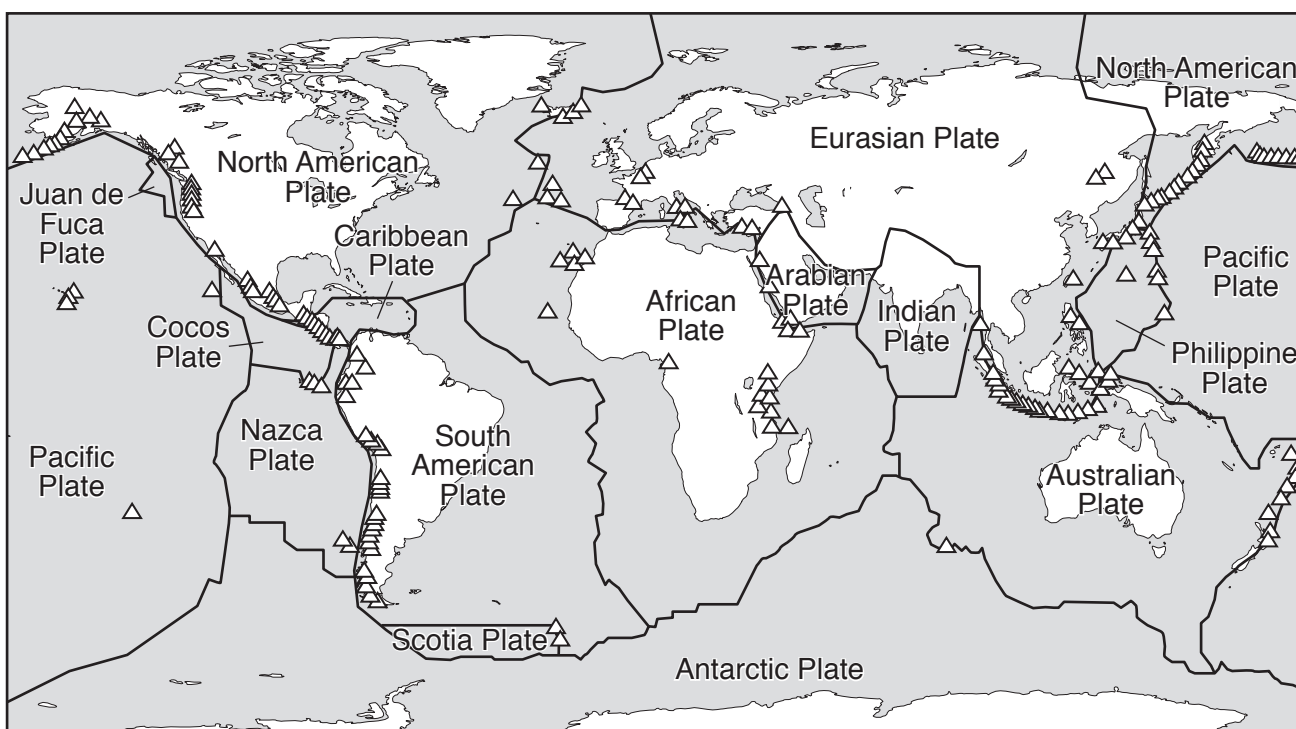 North American
Plate
Eurasian Plate
North American
Plate
Juan de
Fuca
Plate
Caribbean
Plate
Pacific
Plate
Arabian
Plate
African
Plate
Indian
Plate
Cocos
Plate
Philippine
Plate
Nazca
Plate
South
American
Plate
Pacific
Plate
Australian
Plate
Scotia Plate
Antarctic Plate